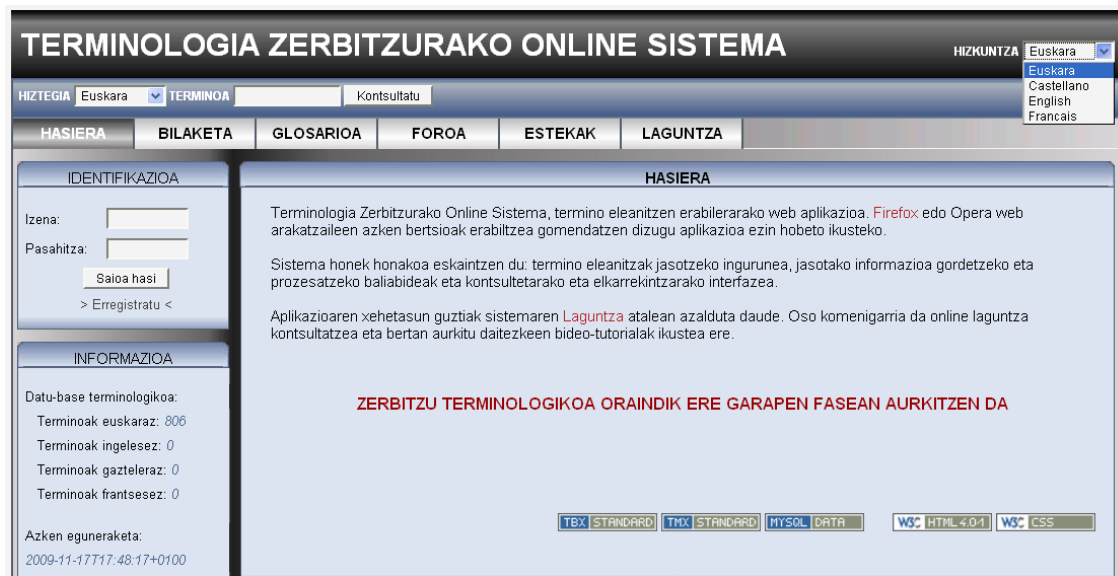 TERMINOLOGIA ZERBITZURAKO ONLINE SISTEMA
HIZKUNTZA Euskara
Euskara
Castellano
English
Francais
HIZTEGIA Euskara TERMINOA Kontsultatu
HASIERA BILAKETA GLOSARIOA FOROA ESTEKAK LAGUNTZA
IDENTIFIKAZIOA
Izena:
Pasahitza:
Saioa hasi
> Erregistratu <
INFORMAZIOA
Datu-base terminologikoa:
Terminoak euskaraz: 806
Terminoak ingelesez: 0
Terminoak gazteleraz: 0
Terminoak frantsesez: 0
Azken eguneraketa:
2009-11-17T17:48:17+0100
HASIERA
Terminologia Zerbitzurako Online Sistema, termino eleanitzen erabilerarako web aplikazioa. Firefox edo Opera web
arakatzaileen azken bertsioak erabiltzea gomendatzen dizugu aplikazioa ezin hobeto ikusteko.
Sistema honek honakoa eskaintzen du: termino eleanitzak jasotzeko ingurunea, jasotako informazioa gordetzeko eta
prozesatzeko baliabideak eta kontsultetarako eta elkarrekintzarako interfazea.
Aplikazioaren xehetasun guztiak sistemaren Laguntza atalean azalduta daude. Oso komenigarria da online laguntza
kontsultatzea eta bertan aurkitu daitezkeen bideo-tutorialak ikustea ere.
ZERBITZU TERMINOLOGIKOA ORAINDIK ERE GARAPEN FASEAN AURKITZEN DA
TBX STANDARD TMX STANDARD MYSQL DATA W3C HTML 4.01 W3C CSS